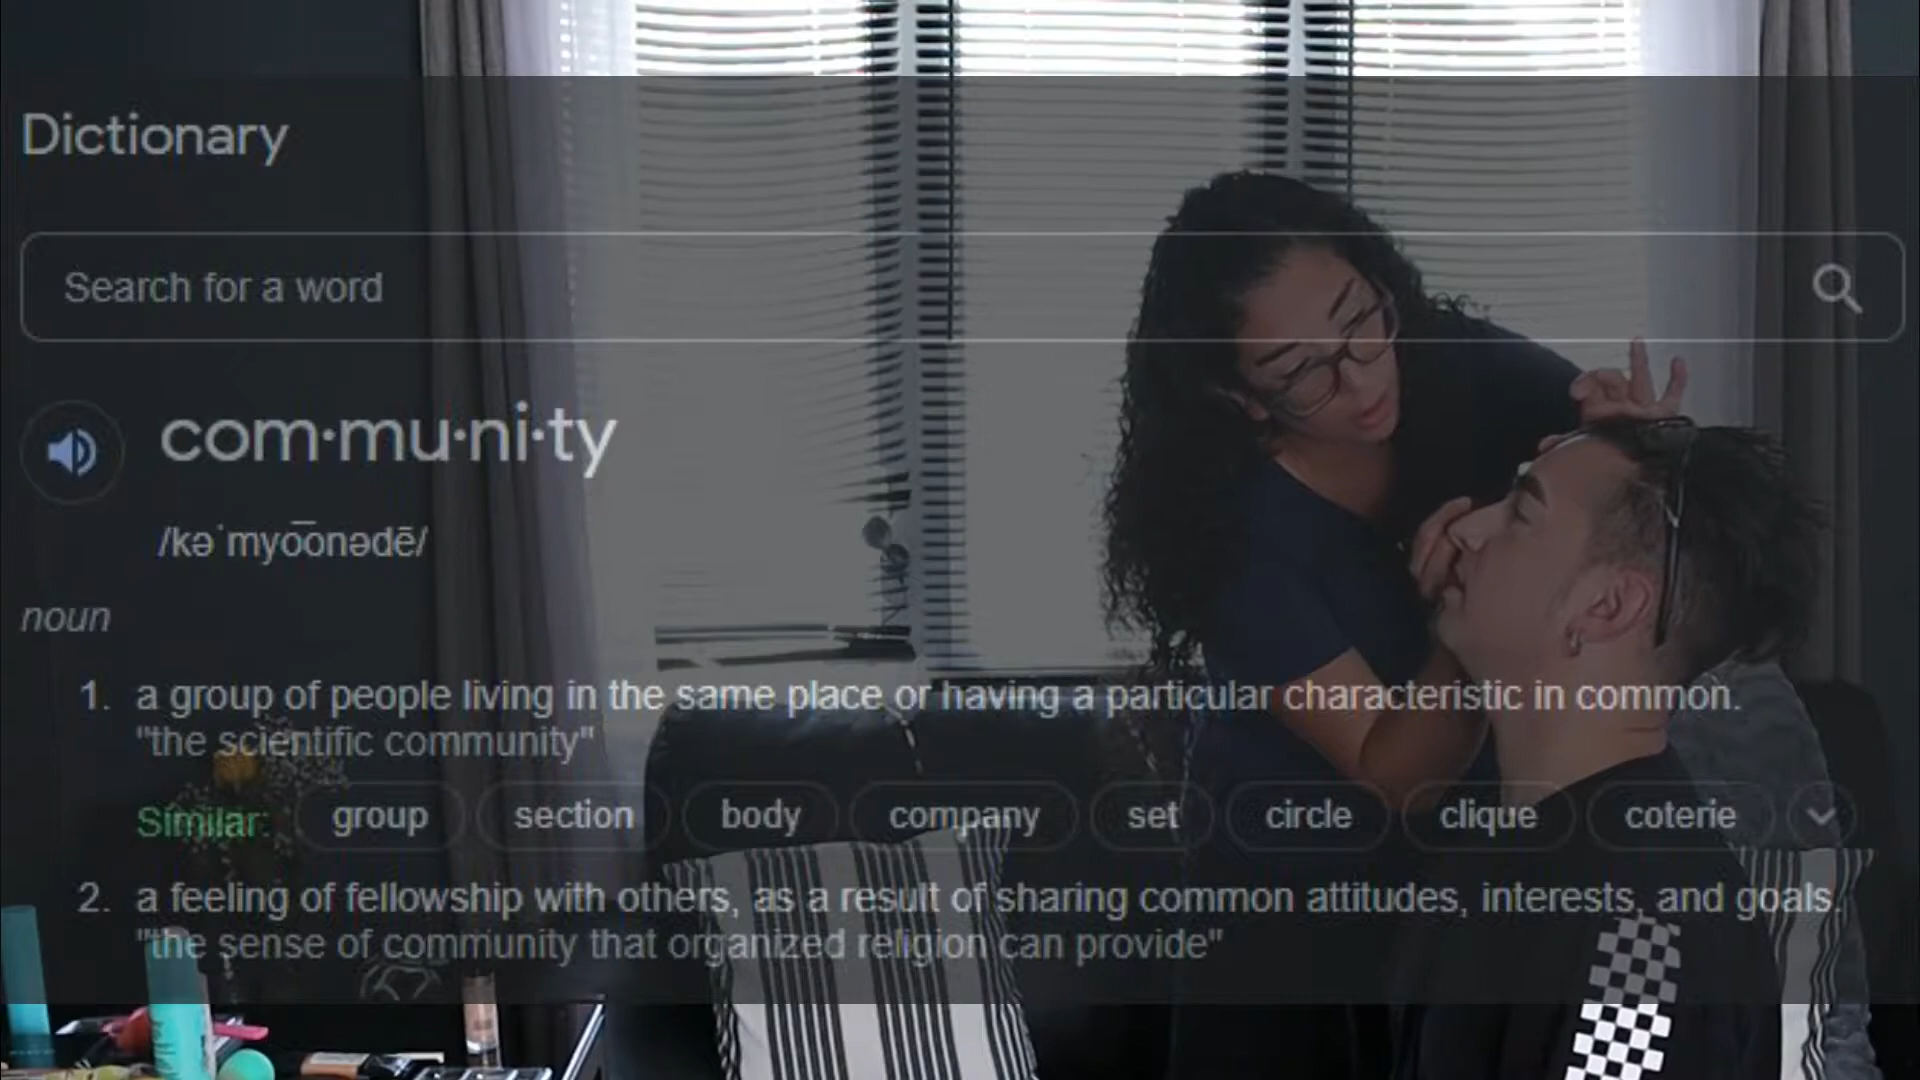 Dictionary
Search for a word
com·mu·ni·ty
/kəˈmyo͞onədē/
noun
1. a group of people living in the same place or having a particular characteristic in common.
"the scientific community"
Similar: group section body company set circle clique coterie
2. a feeling of fellowship with others, as a result of sharing common attitudes, interests, and goals.
"the sense of community that organized religion can provide"